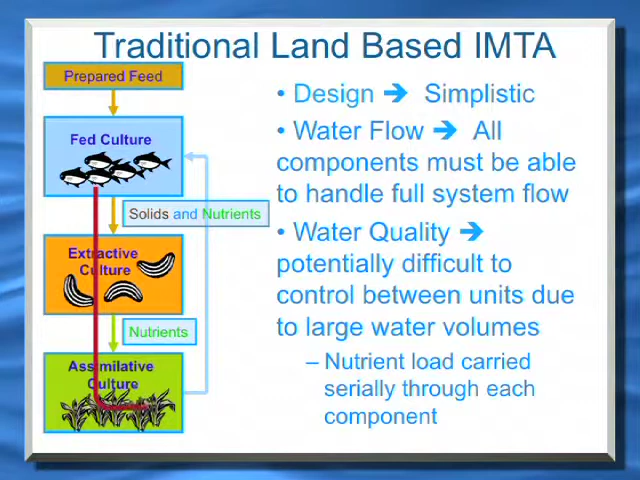 Traditional Land Based IMTA
Prepared Feed
Fed Culture
Solids and Nutrients
Extractive
Culture
Nutrients
Assimilative
Culture
• Design ➔ Simplistic
• Water Flow ➔ All
components must be able
to handle full system flow
• Water Quality ➔
potentially difficult to
control between units due
to large water volumes
– Nutrient load carried
serially through each
component